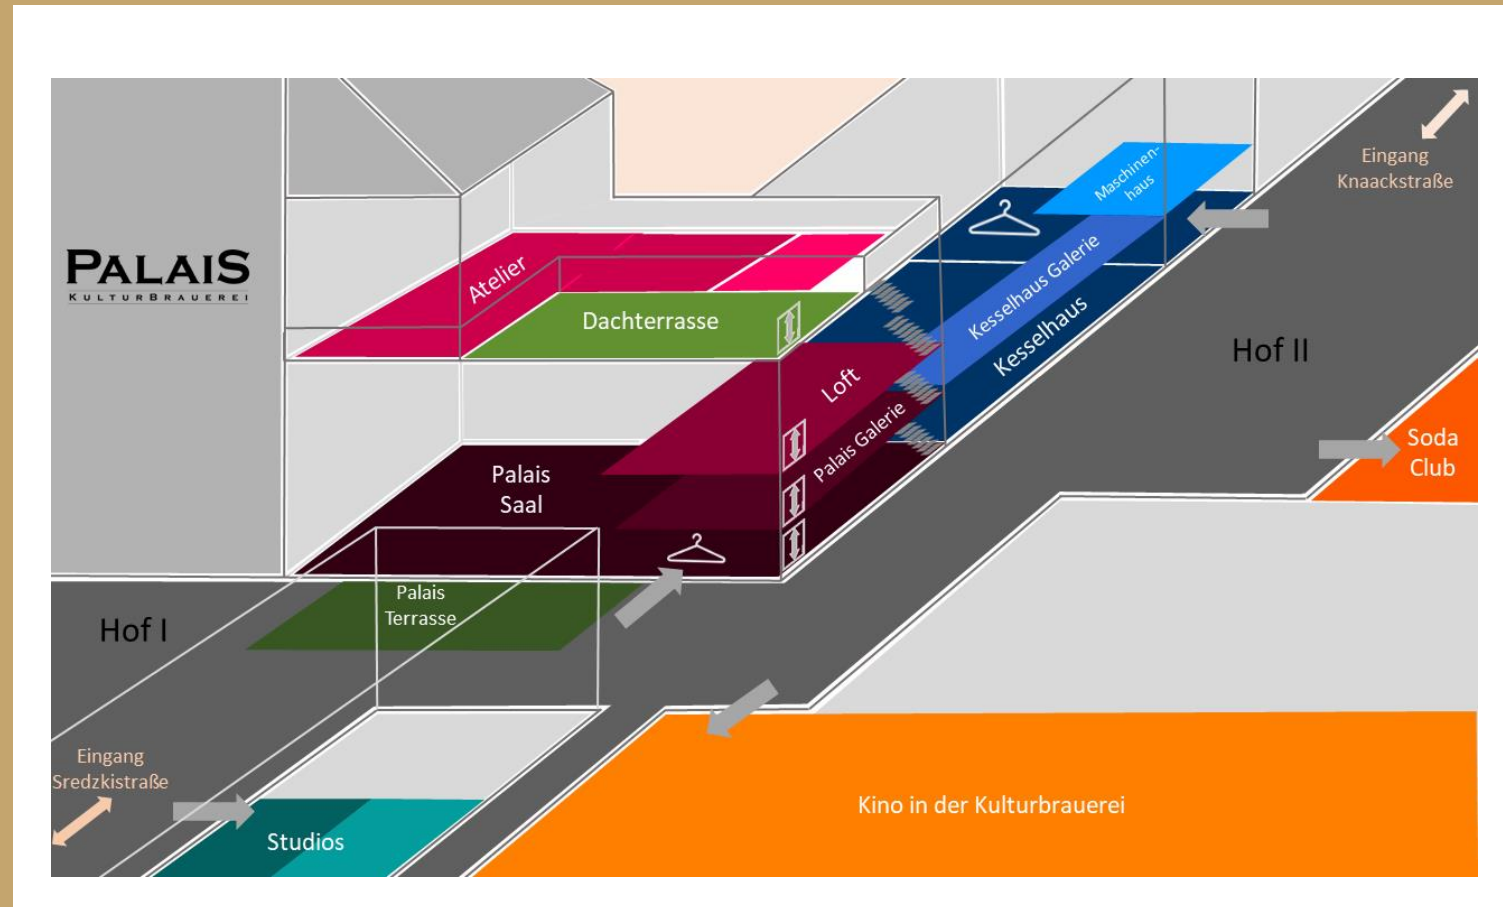 PALAIS
KULTURBRAUEREI
Eingang
Knaackstraße
Maschinen-
haus
Kesselhaus Galerie
Kesselhaus
Atelier
Dachterrasse
Loft
Palais Galerie
Hof II
Palais
Saal
Soda
Club
Palais
Terrasse
Hof I
Eingang
Sredzkistraße
Studios
Kino in der Kulturbrauerei